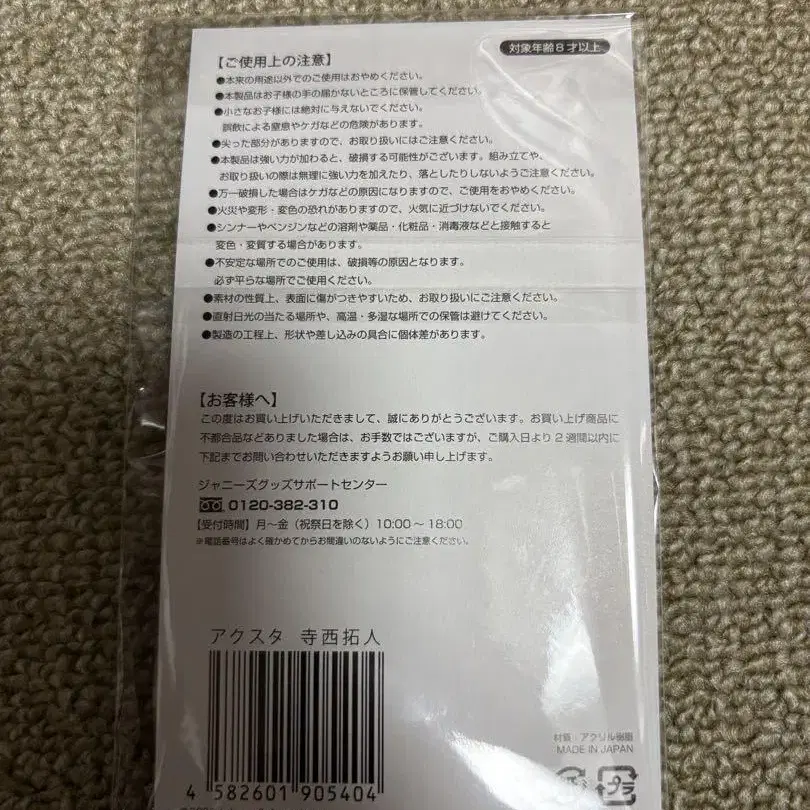 対象年齢8才以上
【ご使用上の注意】
●本来の用途以外でのご使用はおやめください。
●本製品はお子様の手の届かないところに保管してください。
●小さなお子様には絶対に与えないでください。
誤飲による窒息やケガなどの危険があります。
●尖った部分がありますので、お取り扱いにはご注意ください。
●本製品は強い力が加わると、破損する可能性がございます。組み立てや、
お取り扱いの際は無理に強い力を加えたり、落としたりしないようご注意ください。
●万一破損した場合はケガなどの原因になりますので、ご使用をおやめください。
●火災や変形・変色の恐れがありますので、火気に近づけないでください。
●シンナーやベンジンなどの溶剤や薬品・化粧品・消毒液などと接触すると
変色・変質する場合があります。
●不安定な場所でのご使用は、破損等の原因となります。
必ず平らな場所でご使用ください。
●素材の性質上、表面に傷がつきやすいため、お取り扱いにご注意ください。
●直射日光の当たる場所や、高温・多湿な場所での保管は避けてください。
●製造の工程上、形状や差し込みの具合に個体差があります。
【お客様へ】
この度はお買い上げいただきまして、誠にありがとうございます。お買い上げ商品に
不都合品などありました場合は、お手数ではございますが、ご購入日より2週間以内に
下記までお問い合わせいただきますようお願い申し上げます。
ジャニーズグッズサポートセンター
0120-382-310
【受付時間】月〜金（祝祭日を除く）10:00〜18:00
※電話番号はよく確かめてからお間違いのないようにご注意ください。
アクスタ 寺西拓人
4 582601 905404
材質：アクリル樹脂
MADE IN JAPAN
プラ